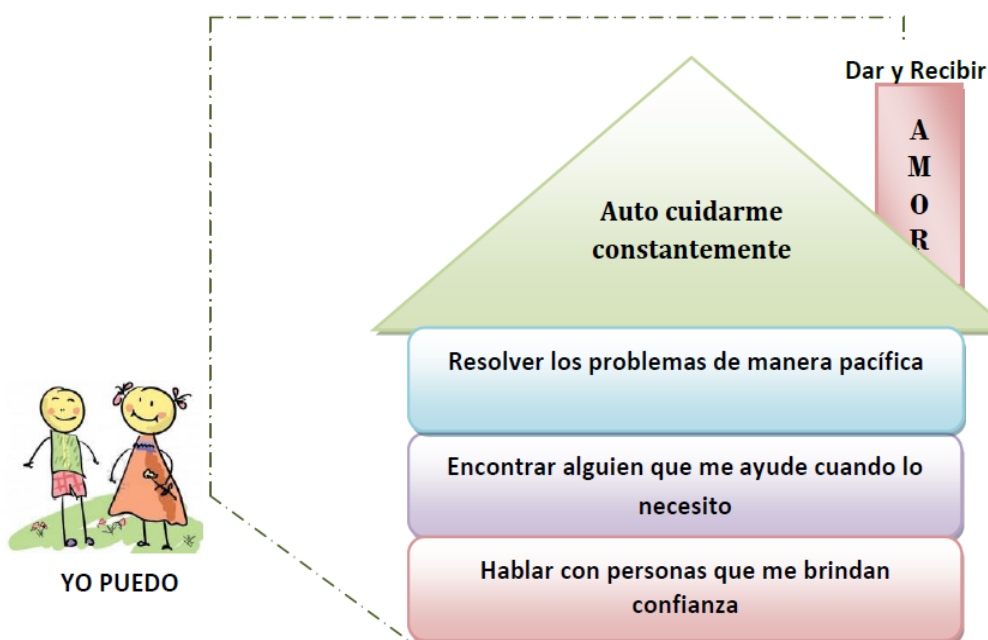 Dar y Recibir
A
M
O
R
Auto cuidarme
constantemente
Resolver los problemas de manera pacífica
Encontrar alguien que me ayude cuando lo
necesito
Hablar con personas que me brindan
confianza
YO PUEDO